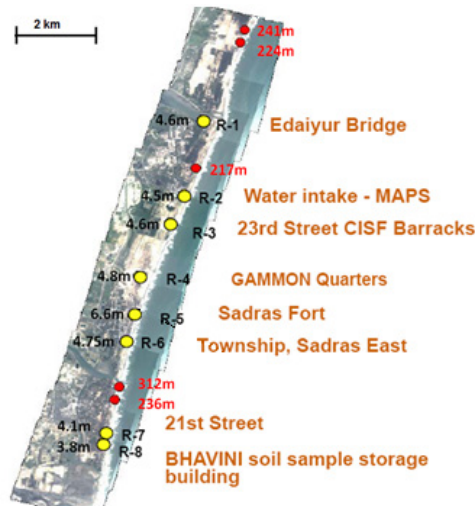 2 km
241m
224m
4.6m R-1 Edaiyur Bridge
217m
4.5m R-2 Water intake - MAPS
4.6m R-3 23rd Street CISF Barracks
4.8m R-4 GAMMON Quarters
6.6m R-5 Sadras Fort
4.75m R-6 Township, Sadras East
312m
236m
4.1m R-7 21st Street
3.8m R-8 BHAVINI soil sample storage
building